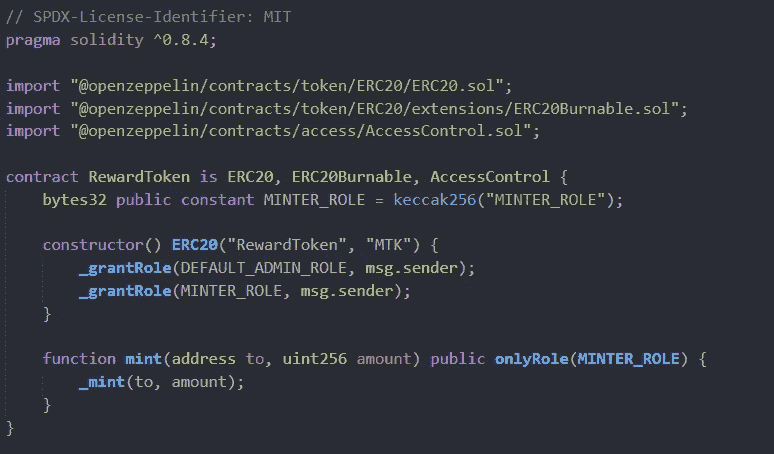 // SPDX-License-Identifier: MIT
pragma solidity ^0.8.4;

import "@openzeppelin/contracts/token/ERC20/ERC20.sol";
import "@openzeppelin/contracts/token/ERC20/extensions/ERC20Burnable.sol";
import "@openzeppelin/contracts/access/AccessControl.sol";

contract RewardToken is ERC20, ERC20Burnable, AccessControl {
    bytes32 public constant MINTER_ROLE = keccak256("MINTER_ROLE");

    constructor() ERC20("RewardToken", "MTK") {
        _grantRole(DEFAULT_ADMIN_ROLE, msg.sender);
        _grantRole(MINTER_ROLE, msg.sender);
    }

    function mint(address to, uint256 amount) public onlyRole(MINTER_ROLE) {
        _mint(to, amount);
    }
}